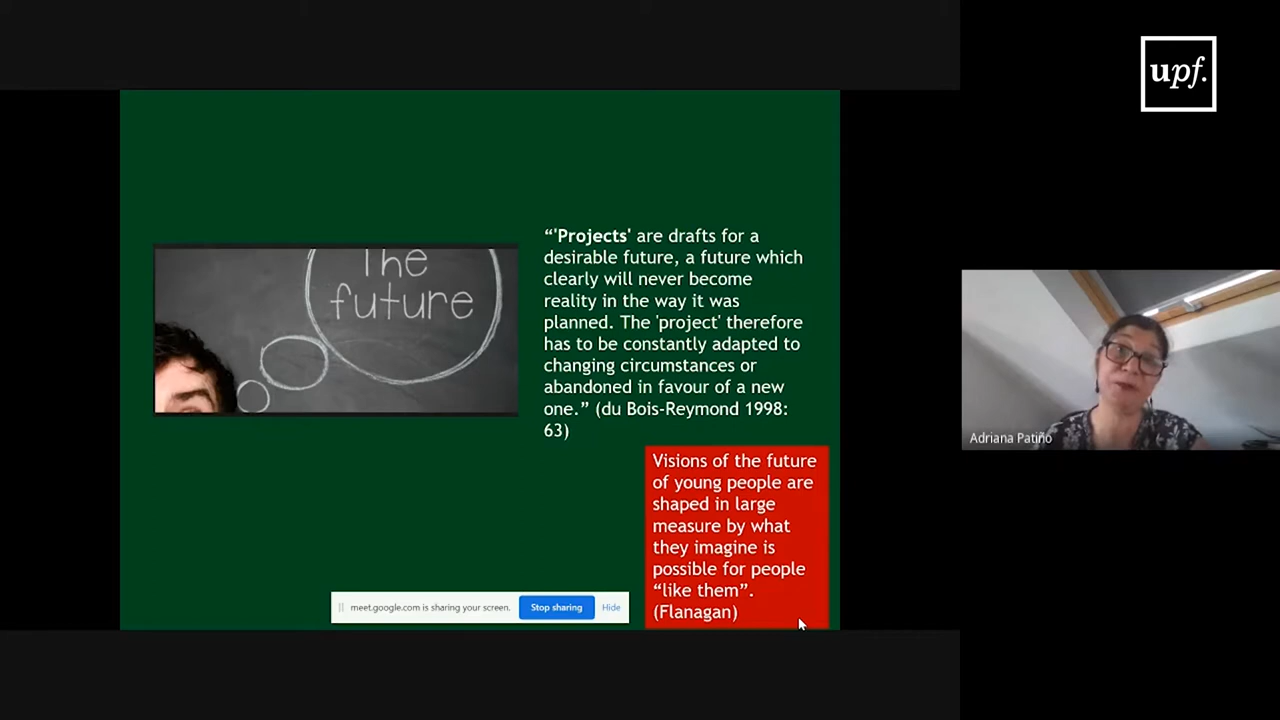 upf.
The
future
“'Projects' are drafts for a
desirable future, a future which
clearly will never become
reality in the way it was
planned. The 'project' therefore
has to be constantly adapted to
changing circumstances or
abandoned in favour of a new
one.” (du Bois-Reymond 1998:
63)
Visions of the future
of young people are
shaped in large
measure by what
they imagine is
possible for people
“like them”.
(Flanagan)
meet.google.com is sharing your screen. Stop sharing Hide
Adriana Patiño